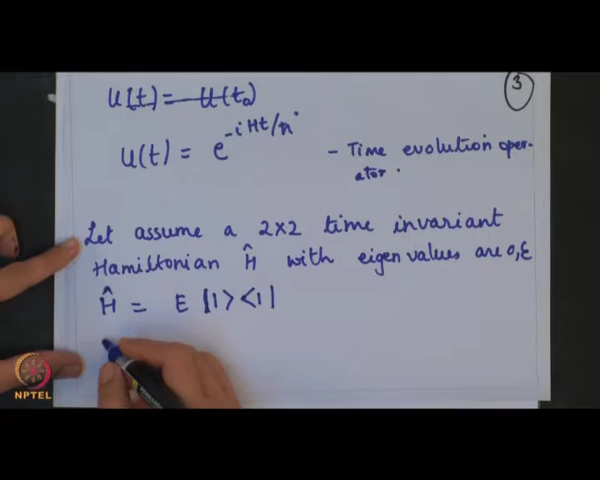 3
U(t) = U(t₀)
U(t) = e^{-iHt/ħ}
- Time evolution oper-
ator.
Let assume a 2×2 time invariant
Hamiltonian Ĥ with eigen values are 0,E
Ĥ = E |1> <1|
NPTEL